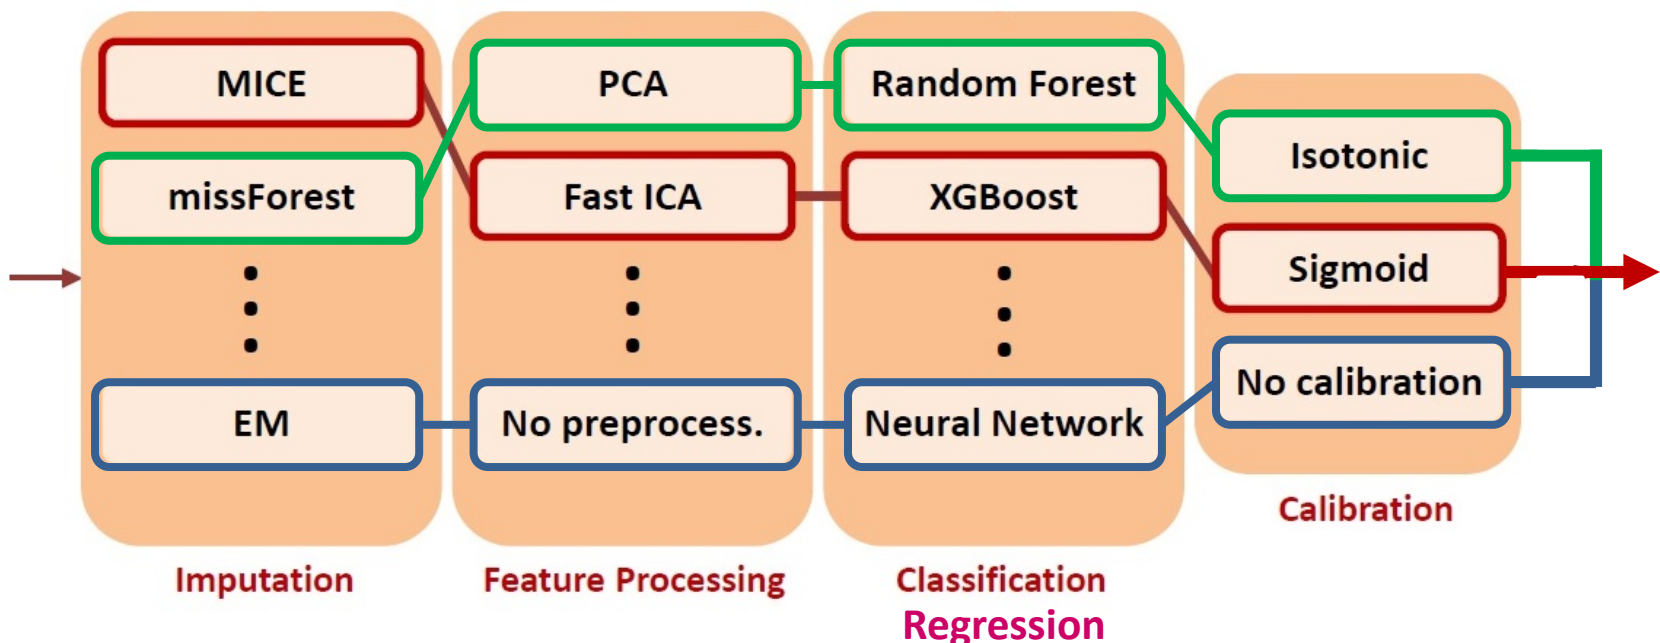 MICE
missForest
EM
Imputation
PCA
Fast ICA
No preprocess.
Feature Processing
Random Forest
XGBoost
Neural Network
Classification
Regression
Isotonic
Sigmoid
No calibration
Calibration